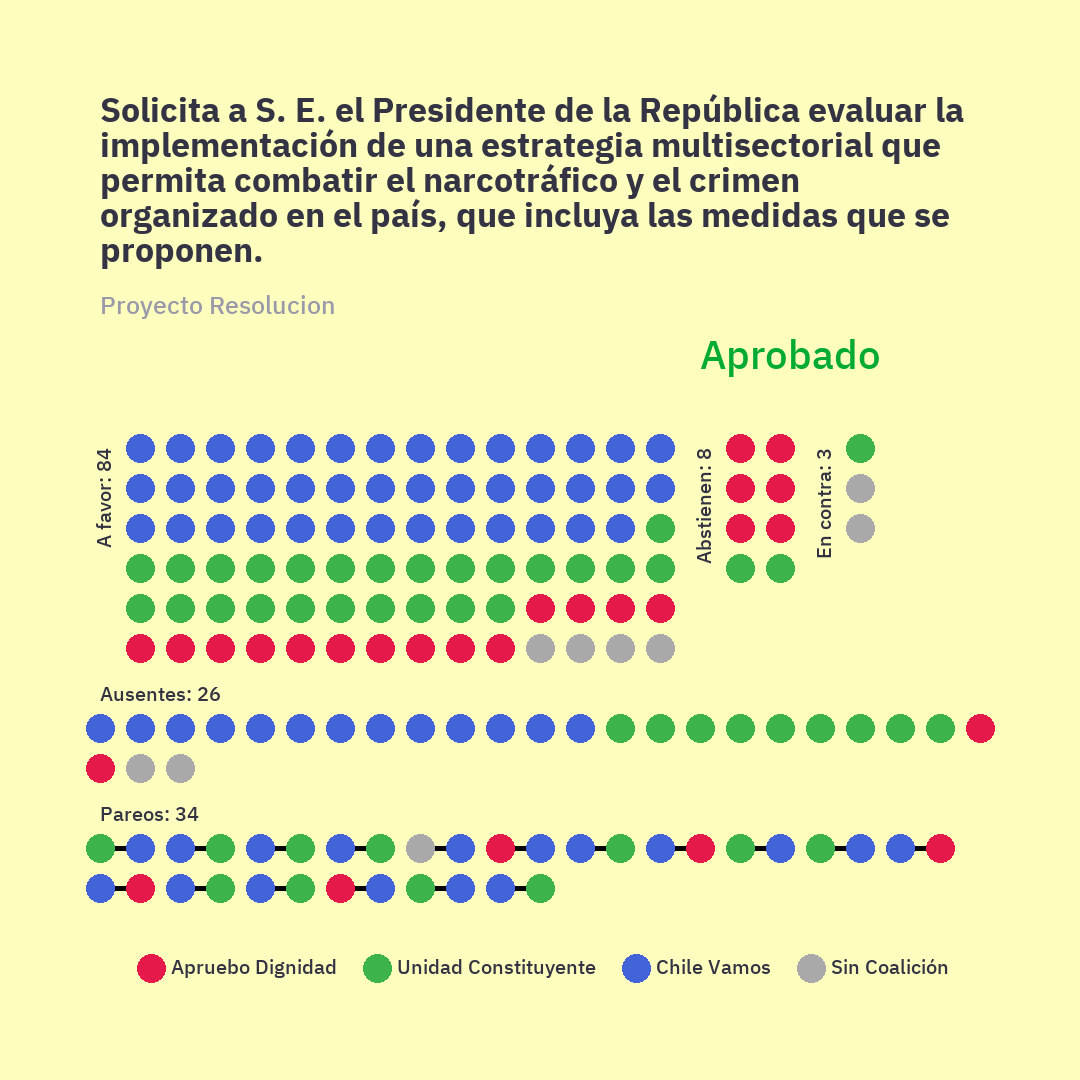 Solicita a S. E. el Presidente de la República evaluar la
implementación de una estrategia multisectorial que
permita combatir el narcotráfico y el crimen
organizado en el país, que incluya las medidas que se
proponen.
Proyecto Resolucion
Aprobado
A favor: 84
Abstienen: 8
En contra: 3
Ausentes: 26
Pareos: 34
Apruebo Dignidad
Unidad Constituyente
Chile Vamos
Sin Coalición